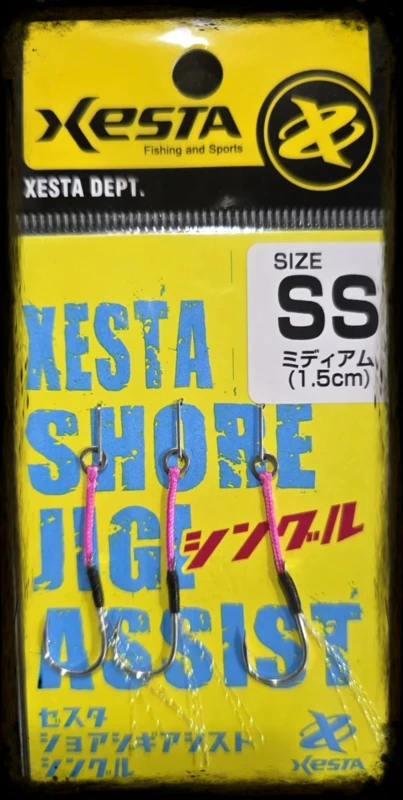 XESTA
Fishing and Sports
XESTA DEPT.
SIZE
SS
ミディアム
(1.5cm)
XESTA
SHORE
JIGE
シングル
ASSIST
セスタ
ショアジギアシスト
シングル
XESTA